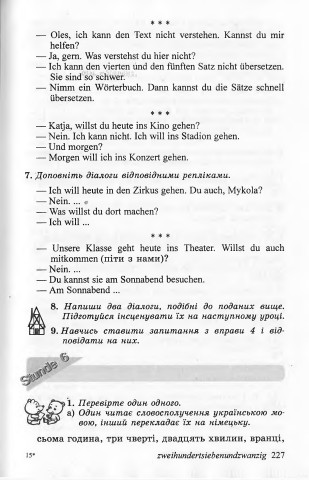 * * *
— Oles, ich kann den Text nicht verstehen. Kannst du mir
helfen?
— Ja, gern. Was verstehst du hier nicht?
— Ich kann den vierten und den fünften Satz nicht übersetzen.
Sie sind so schwer.
— Nimm ein Wörterbuch. Dann kannst du die Sätze schnell
übersetzen.
* * *
— Katja, willst du heute ins Kino gehen?
— Nein. Ich kann nicht. Ich will ins Stadion gehen.
— Und morgen?
— Morgen will ich ins Konzert gehen.
7. Доповніть діалоги відповідними репліками.
— Ich will heute in den Zirkus gehen. Du auch, Mykola?
— Nein. ...
— Was willst du dort machen?
— Ich will ...
* * *
— Unsere Klasse geht heute ins Theater. Willst du auch
mitkommen (піти з нами)?
— Nein. ...
— Du kannst sie am Sonnabend besuchen.
— Am Sonnabend ...
8. Напиши два діалоги, подібні до поданих вище.
Підготуйся інсценувати їх на наступному уроці.
9. Навчись ставити запитання з вправи 4 і від-
повідати на них.
Stunde 6
1. Перевірте один одного.
а) Один читає словосполучення українською мо-
вою, інший перекладає їх на німецьку.
сьома година, три чверті, двадцять хвилин, вранці,
15* zweihundertsiebenundzwanzig 227